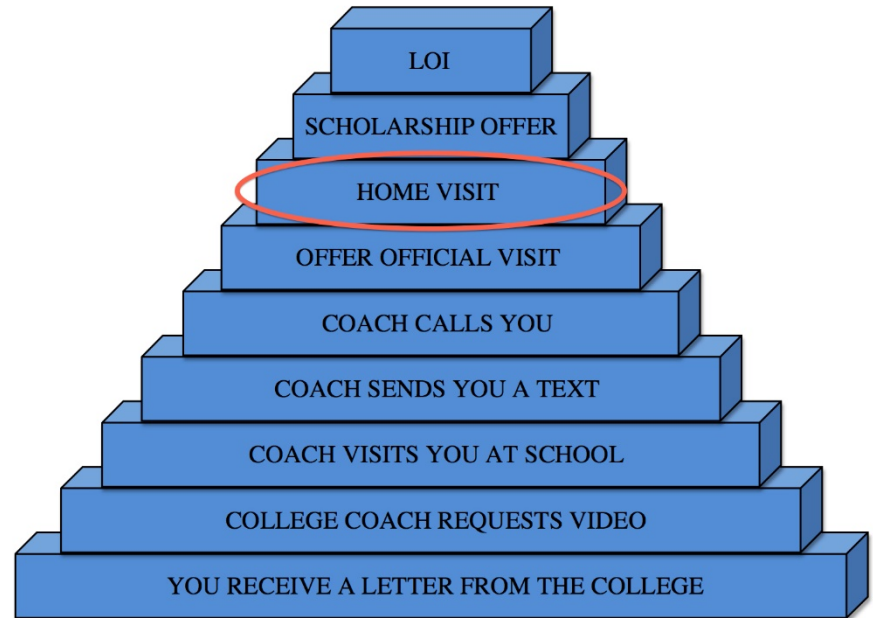 LOI
SCHOLARSHIP OFFER
HOME VISIT
OFFER OFFICIAL VISIT
COACH CALLS YOU
COACH SENDS YOU A TEXT
COACH VISITS YOU AT SCHOOL
COLLEGE COACH REQUESTS VIDEO
YOU RECEIVE A LETTER FROM THE COLLEGE